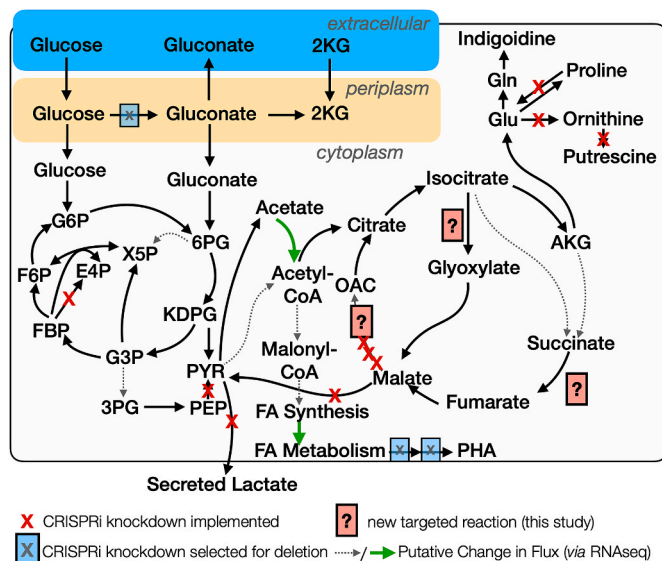 extracellular
Glucose Gluconate 2KG
Indigoidine
periplasm
Gln Proline
Glucose x Gluconate 2KG
Glu X X Ornithine
X
cytoplasm
Putrescine
Glucose
Gluconate
Isocitrate
Acetate
G6P
Citrate
?
6PG
AKG
X5P
F6P E4P
Acetyl-
CoA
Glyoxylate
OAC
X
FBP
KDPG
?
Succinate
G3P
Malonyl-
CoA
X
X
X
PYR
Malate
?
X
X
3PG PEP
FA Synthesis
Fumarate
X
FA Metabolism x x PHA
Secreted Lactate
X CRISPRi knockdown implemented
? new targeted reaction (this study)
X CRISPRi knockdown selected for deletion
/ Putative Change in Flux (via RNAseq)